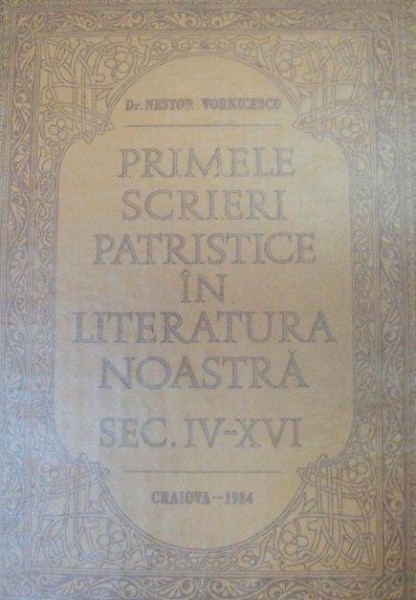 Dr. NESTOR VORNICESCU
PRIMELE
SCRIERI
PATRISTICE
ÎN
LITERATURA
NOASTRĂ
SEC. IV-XVI
CRAIOVA—1984